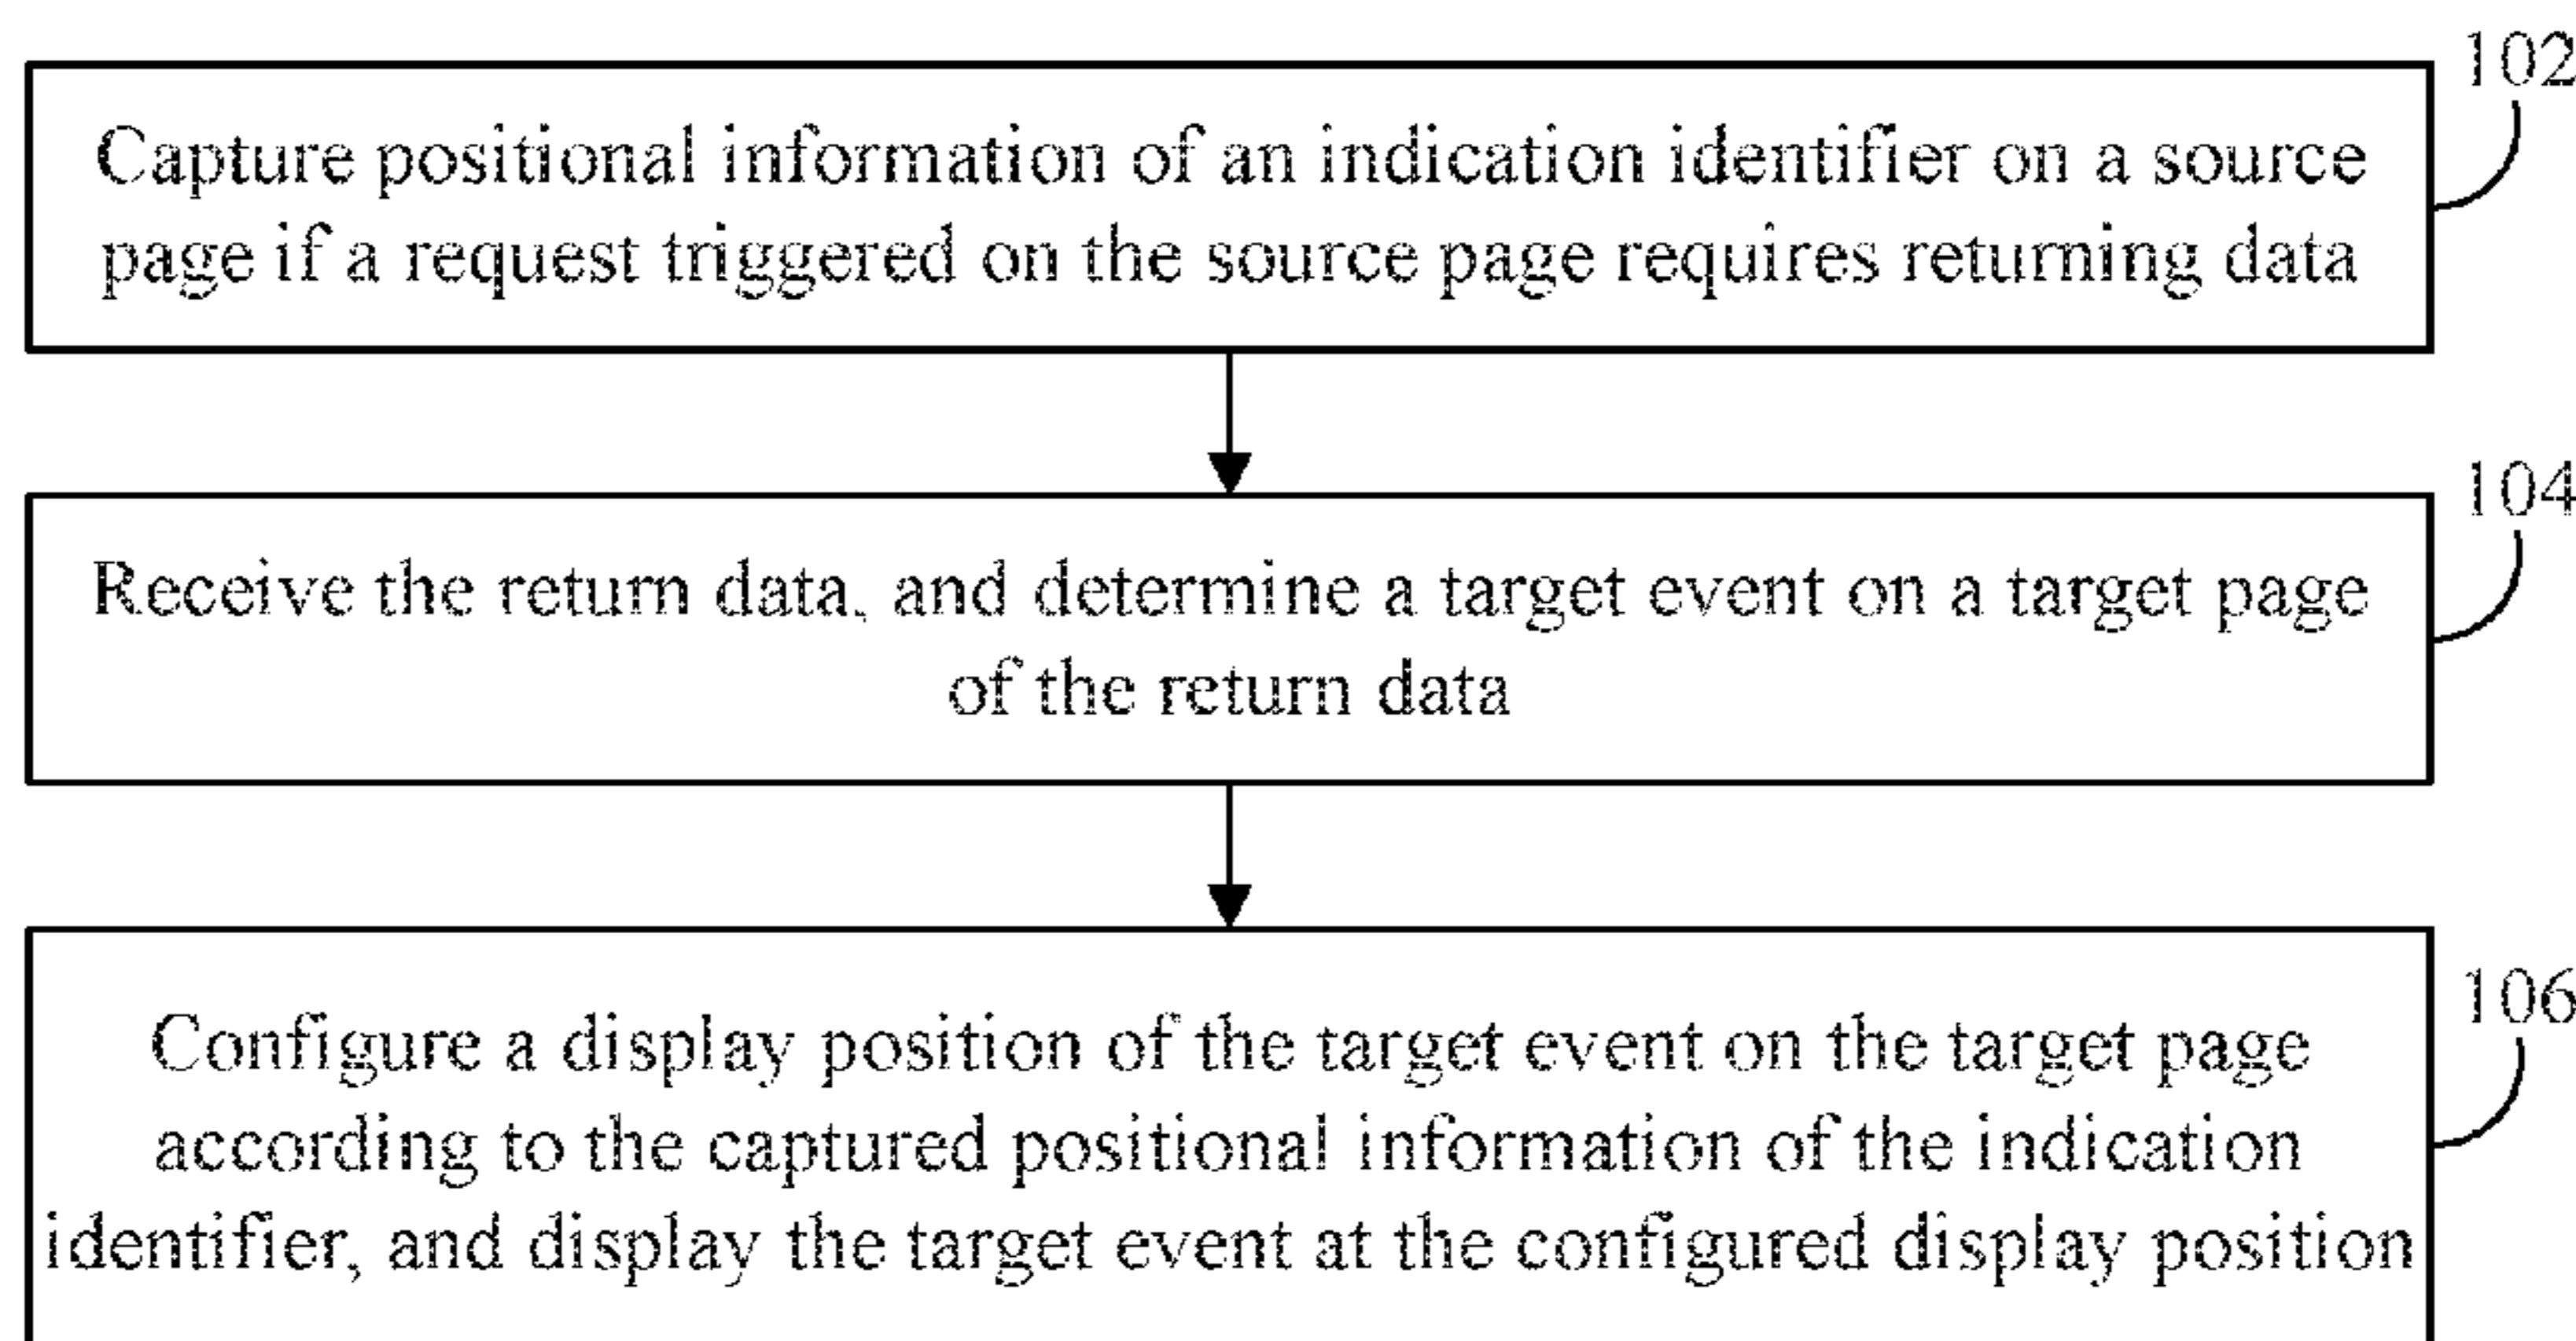 102
Capture positional information of an indication identifier on a source
page if a request triggered on the source page requires returning data
104
Receive the return data, and determine a target event on a target page
of the return data
106
Configure a display position of the target event on the target page
according to the captured positional information of the indication
identifier, and display the target event at the configured display position